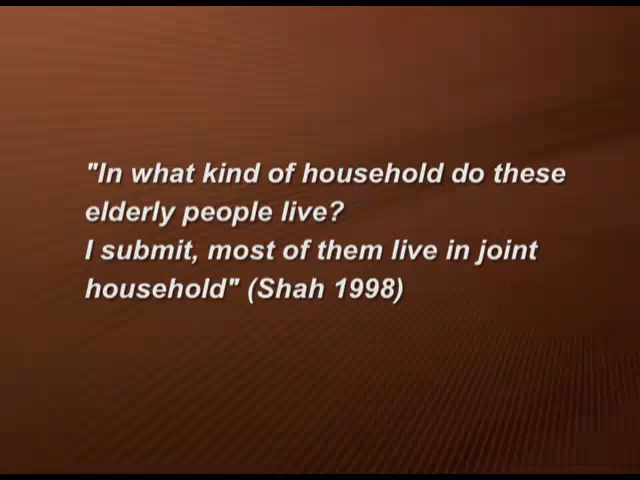 "In what kind of household do these
elderly people live?
I submit, most of them live in joint
household" (Shah 1998)